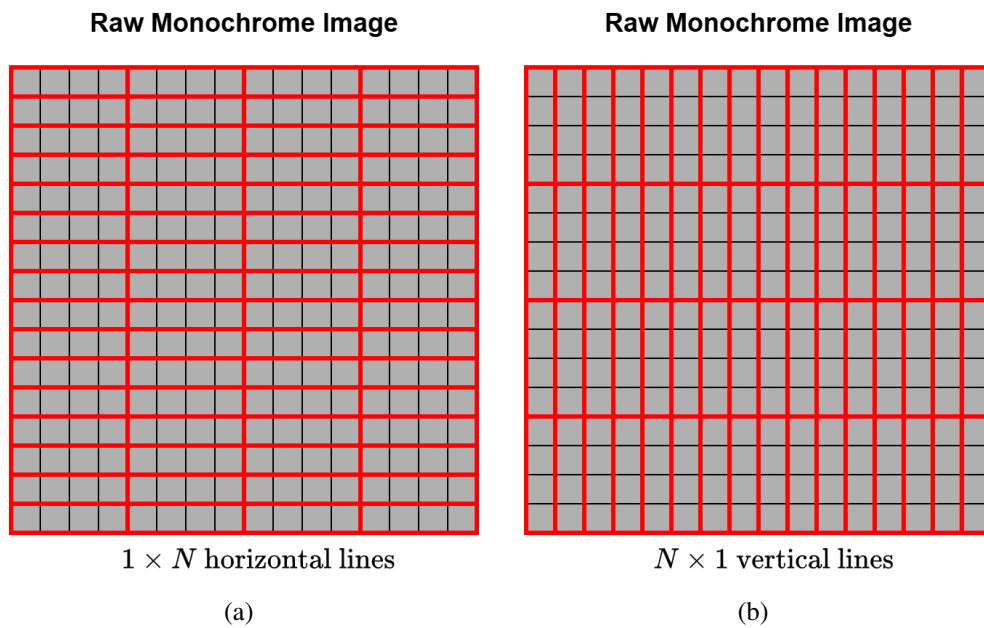 Raw Monochrome Image
Raw Monochrome Image
1 × N horizontal lines
N × 1 vertical lines
(a)
(b)